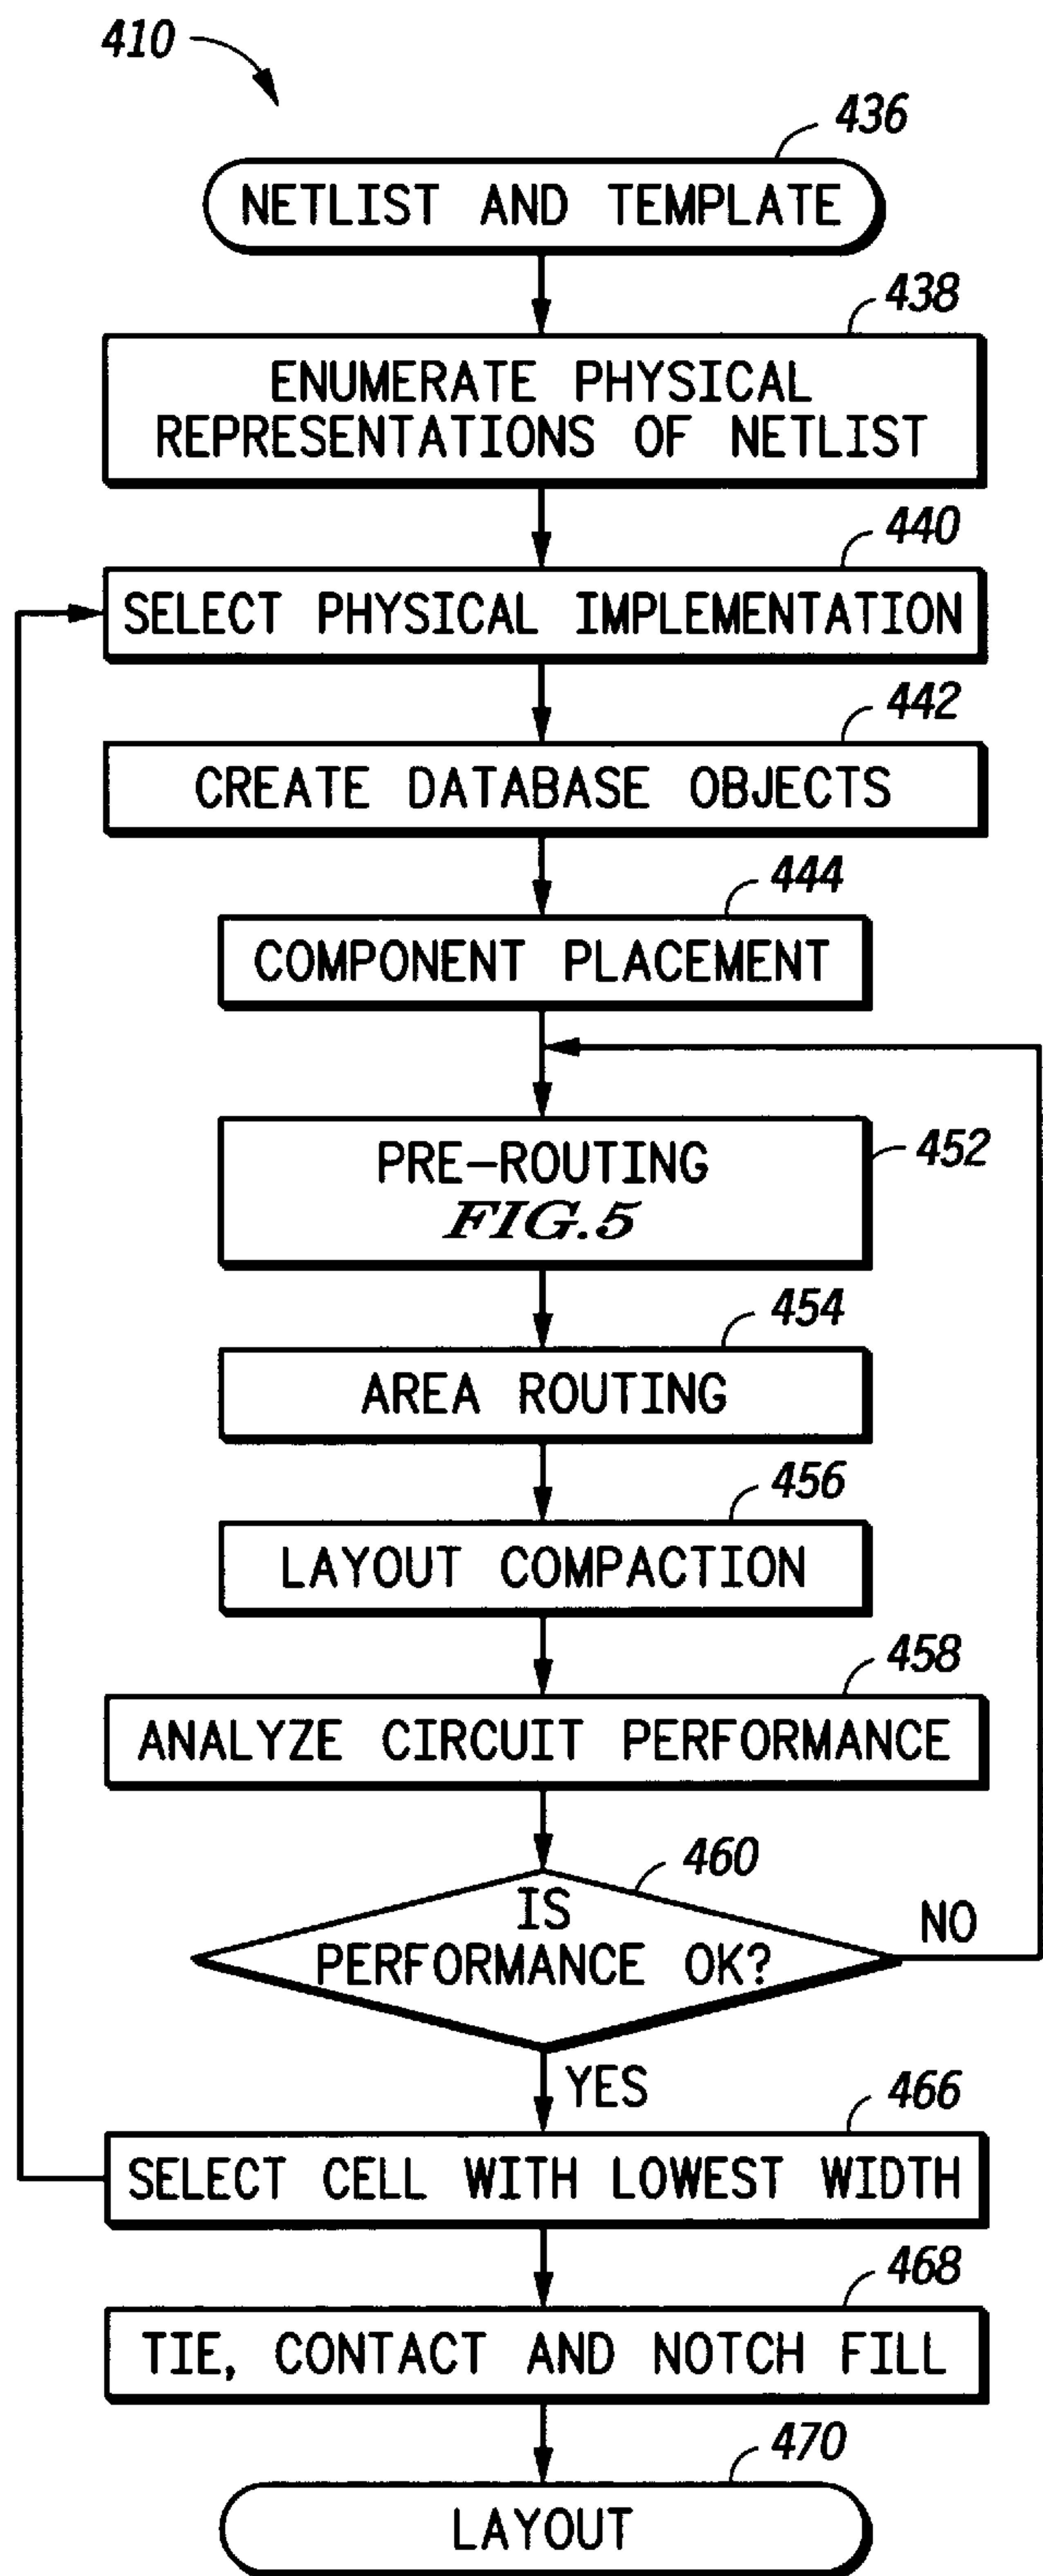 410
436
NETLIST AND TEMPLATE
438
ENUMERATE PHYSICAL
REPRESENTATIONS OF NETLIST
440
SELECT PHYSICAL IMPLEMENTATION
442
CREATE DATABASE OBJECTS
444
COMPONENT PLACEMENT
PRE-ROUTING
452
FIG.5
454
AREA ROUTING
456
LAYOUT COMPACTION
458
ANALYZE CIRCUIT PERFORMANCE
460
IS
PERFORMANCE OK?
NO
YES
466
SELECT CELL WITH LOWEST WIDTH
468
TIE, CONTACT AND NOTCH FILL
470
LAYOUT